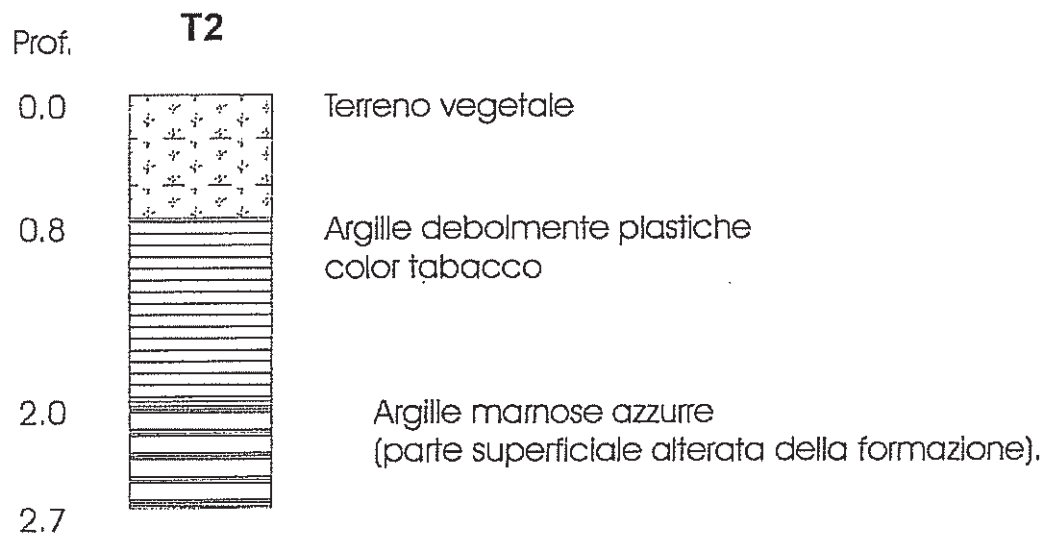 Prof. T2
0.0 Terreno vegetale
0.8 Argille debolmente plastiche
color tabacco
2.0 Argille marnose azzurre
(parte superficiale alterata della formazione).
2.7